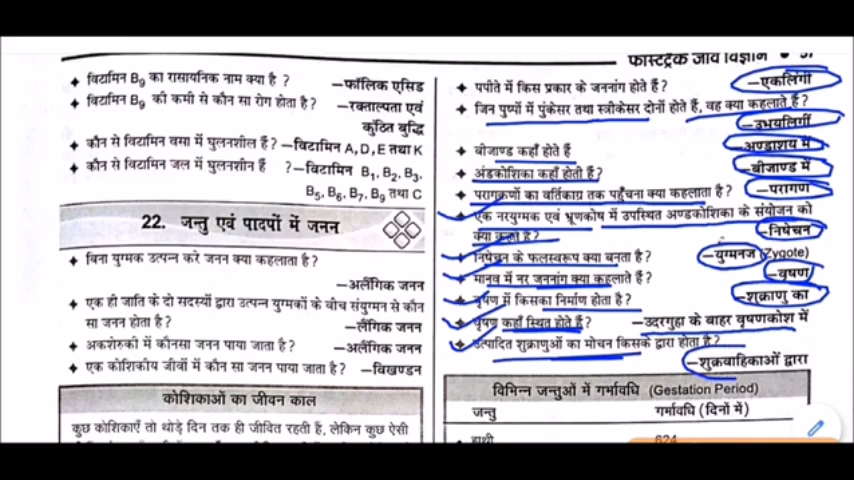 फास्टट्रैक जीव विज्ञान
✦ विटामिन B9 का रासायनिक नाम क्या है ?
—फॉलिक एसिड
✦ विटामिन B9 की कमी से कौन सा रोग होता है?
—रक्ताल्पता एवं
कुंठित बुद्धि
✦ कौन से विटामिन वसा में घुलनशील हैं? —विटामिन A, D, E तथा K
✦ कौन से विटामिन जल में घुलनशीन हैं ?—विटामिन B1, B2, B3,
B5, B6, B7, B9 तथा C
22. जन्तु एवं पादपों में जनन
✦ बिना युग्मक उत्पन्न करे जनन क्या कहलाता है?
—अलैंगिक जनन
✦ एक ही जाति के दो सदस्यों द्वारा उत्पन्न युग्मकों के बीच संयुग्मन से कौन
सा जनन होता है?
—लैंगिक जनन
✦ अकशेरुकी में कौनसा जनन पाया जाता है?
—अलैंगिक जनन
✦ एक कोशिकीय जीवों में कौन सा जनन पाया जाता है? —विखण्डन
कोशिकाओं का जीवन काल
कुछ कोशिकाएँ तो थोड़े दिन तक ही जीवित रहती हैं, लेकिन कुछ ऐसी
✦ पपीते में किस प्रकार के जननांग होते हैं?
—एकलिंगी
✦ जिन पुष्पों में पुंकेसर तथा स्त्रीकेसर दोनों होते हैं, वह क्या कहलाते हैं?
—उभयलिंगी
✦ बीजाण्ड कहाँ होते हैं
—अण्डाशय में
✦ अंडकोशिका कहाँ होती हैं?
—बीजाण्ड में
✦ परागकणों का वर्तिकाग्र तक पहुँचना क्या कहलाता है?
—परागण
✦ एक नरयुग्मक एवं भ्रूणकोष में उपस्थित अण्डकोशिका के संयोजन को
क्या कहते है?
—निषेचन
✦ निषेचन के फलस्वरूप क्या बनता है?
—युग्मनज (Zygote)
✦ मानव में नर जननांग क्या कहलाते हैं?
—वृषण
✦ वृषण में किसका निर्माण होता है?
—शुक्राणु का
✦ वृषण कहाँ स्थित होते हैं?
—उदरगुहा के बाहर वृषणकोश में
✦ उत्पादित शुक्राणुओं का मोचन किसके द्वारा होता है?
—शुक्रवाहिकाओं द्वारा
विभिन्न जन्तुओं में गर्भावधि (Gestation Period)
जन्तु
गर्भावधि (दिनों में)
हाथी
624